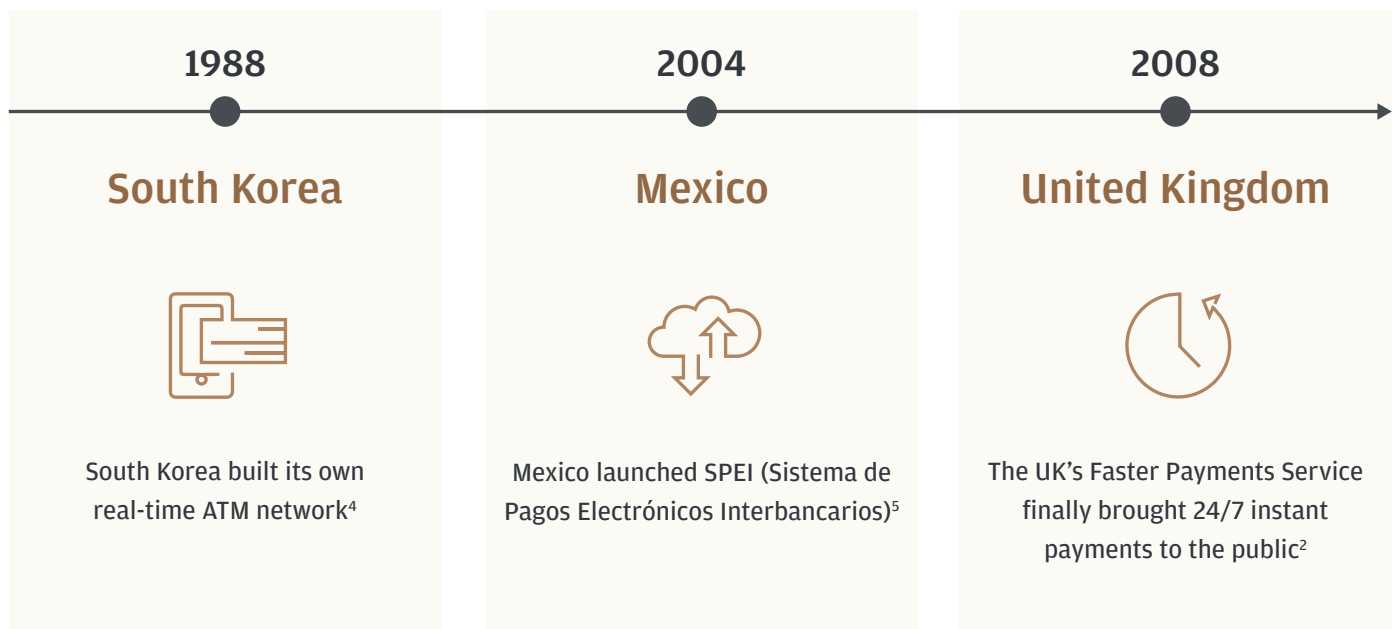 1988
South Korea
South Korea built its own
real-time ATM network⁴
2004
Mexico
Mexico launched SPEI (Sistema de
Pagos Electrónicos Interbancarios)⁵
2008
United Kingdom
The UK’s Faster Payments Service
finally brought 24/7 instant
payments to the public²